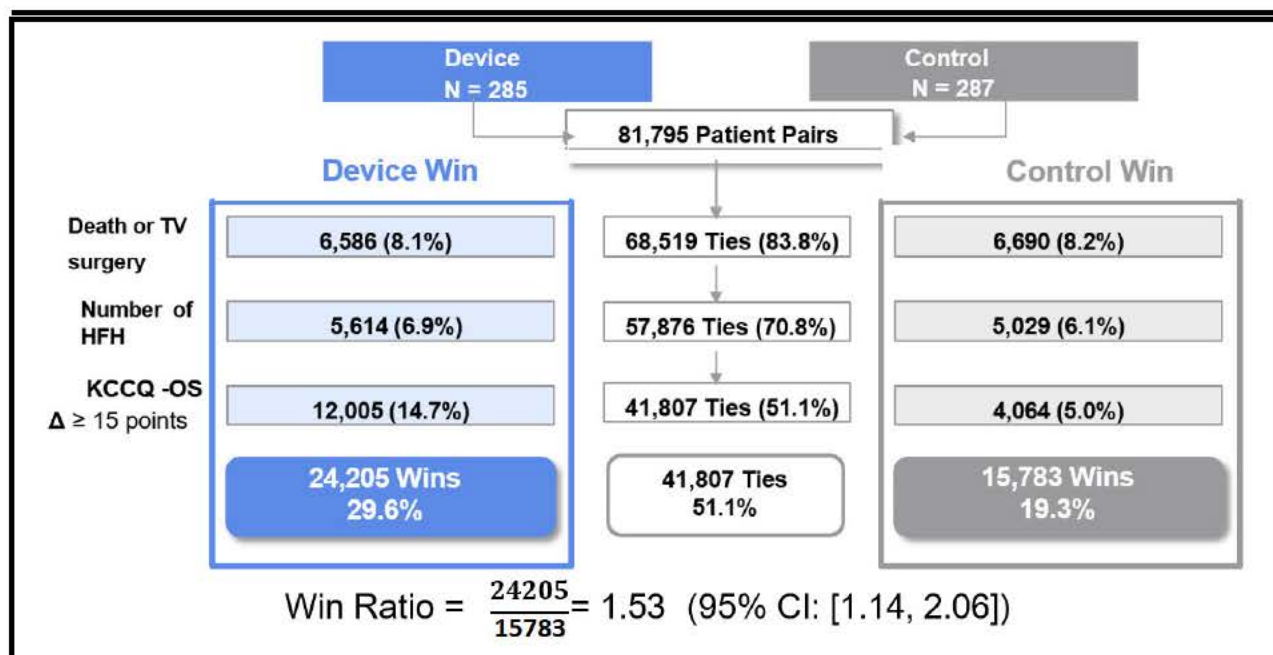 Device
N = 285
Control
N = 287
81,795 Patient Pairs
Device Win
Control Win
Death or TV
surgery
6,586 (8.1%)
68,519 Ties (83.8%)
6,690 (8.2%)
Number of
HFH
5,614 (6.9%)
57,876 Ties (70.8%)
5,029 (6.1%)
KCCQ -OS
Δ ≥ 15 points
12,005 (14.7%)
41,807 Ties (51.1%)
4,064 (5.0%)
24,205 Wins
29.6%
41,807 Ties
51.1%
15,783 Wins
19.3%
Win Ratio = 24205/15783 = 1.53 (95% CI: [1.14, 2.06])